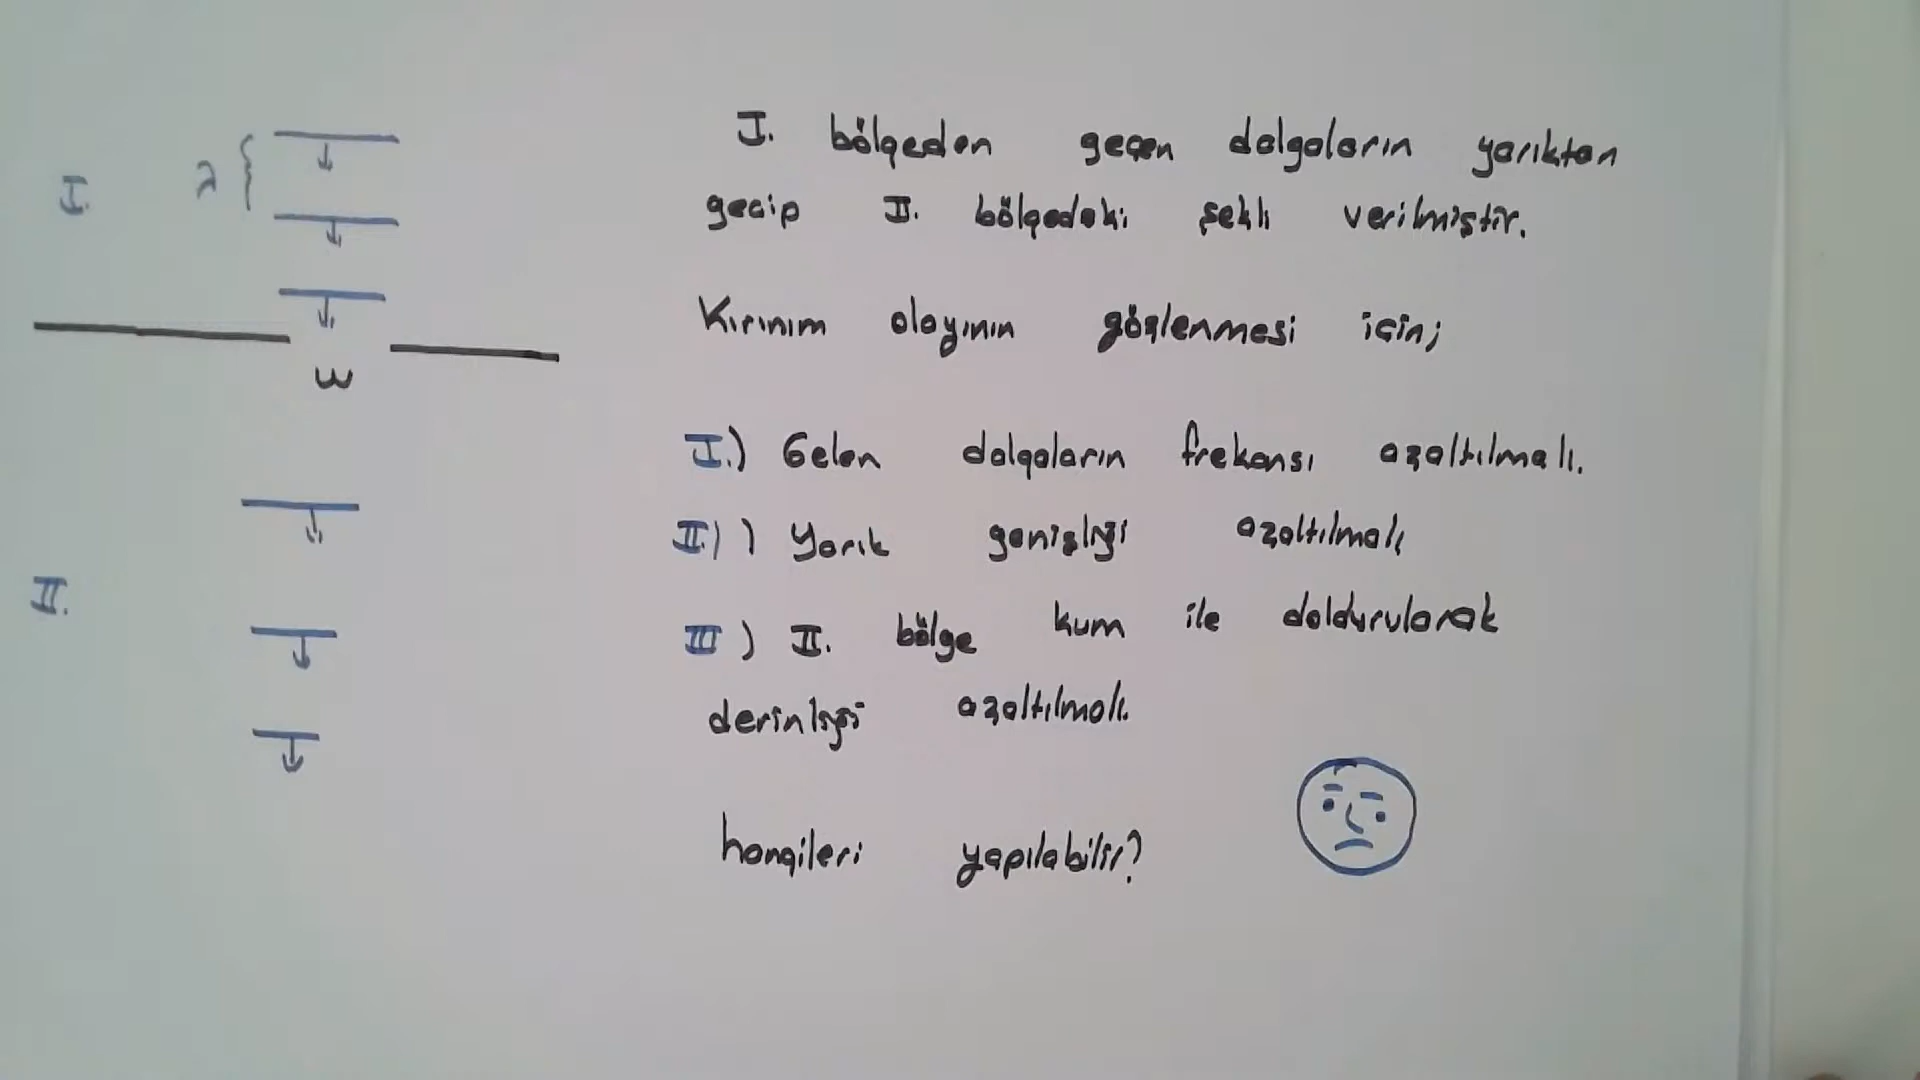 I.
λ
w
II.
I. bölgeden geçen dalgaların yarıktan
geçip II. bölgedeki şekli verilmiştir.
Kırınım olayının gözlenmesi için;
I.) Gelen dalgaların frekansı azaltılmalı.
II.) ) Yarık genişliği azaltılmalı
III ) II. bölge kum ile doldurularak
derinliği azaltılmalı.
hangileri yapılabilir?